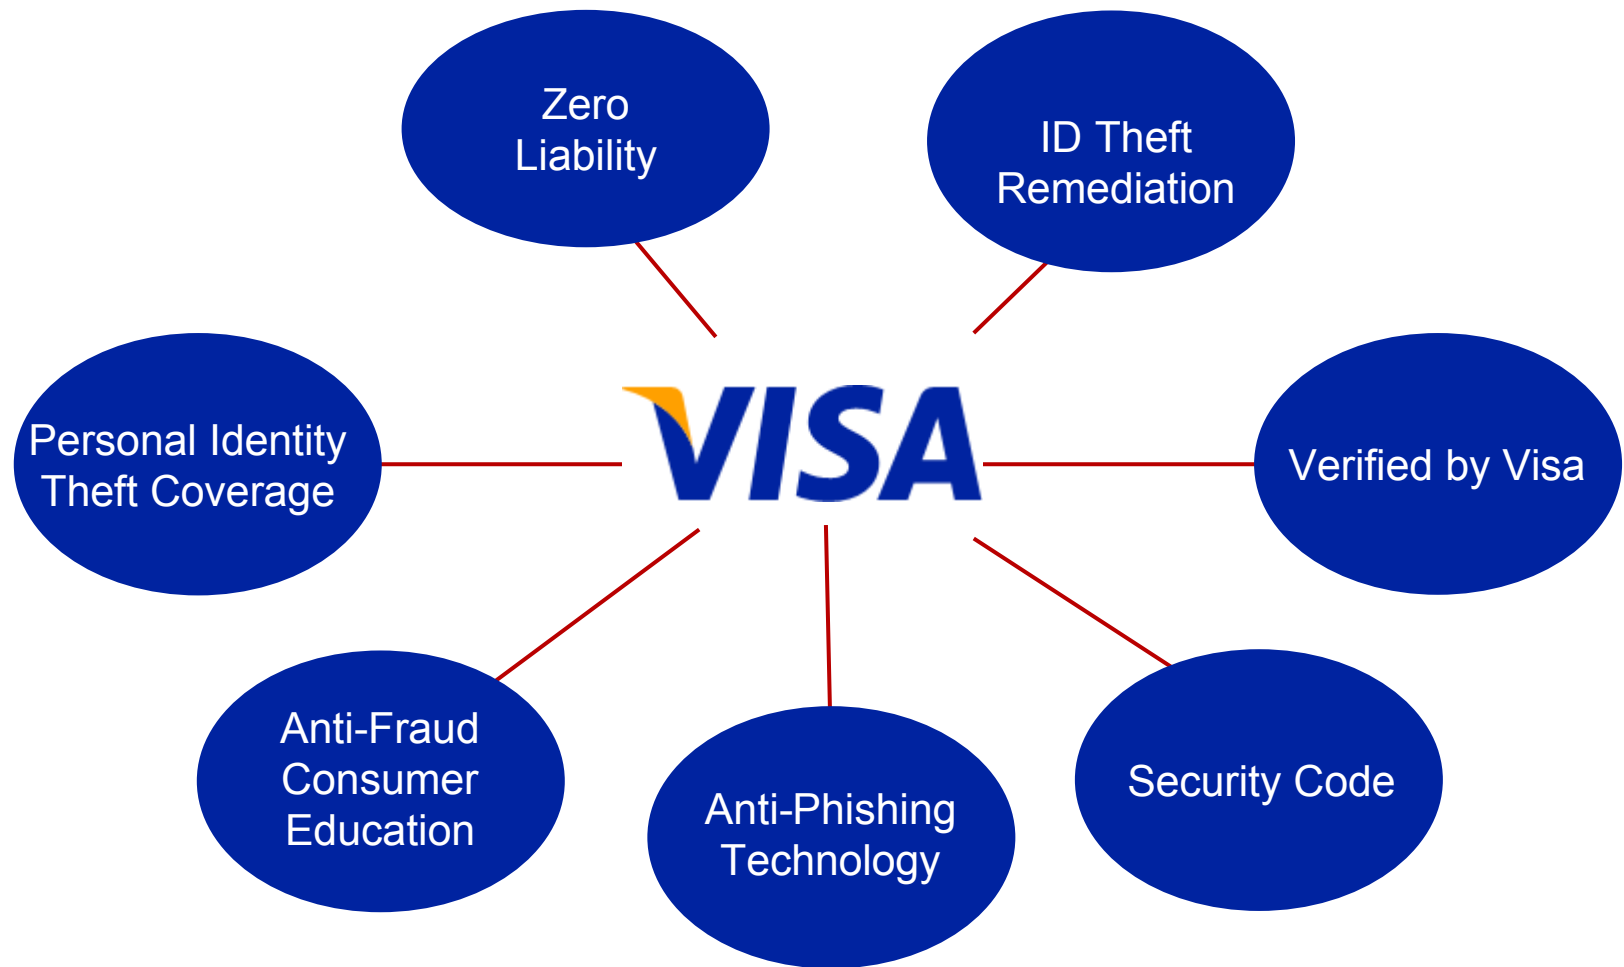 Zero
Liability
ID Theft
Remediation
VISA
Personal Identity
Theft Coverage
Verified by Visa
Anti-Fraud
Consumer
Education
Anti-Phishing
Technology
Security Code